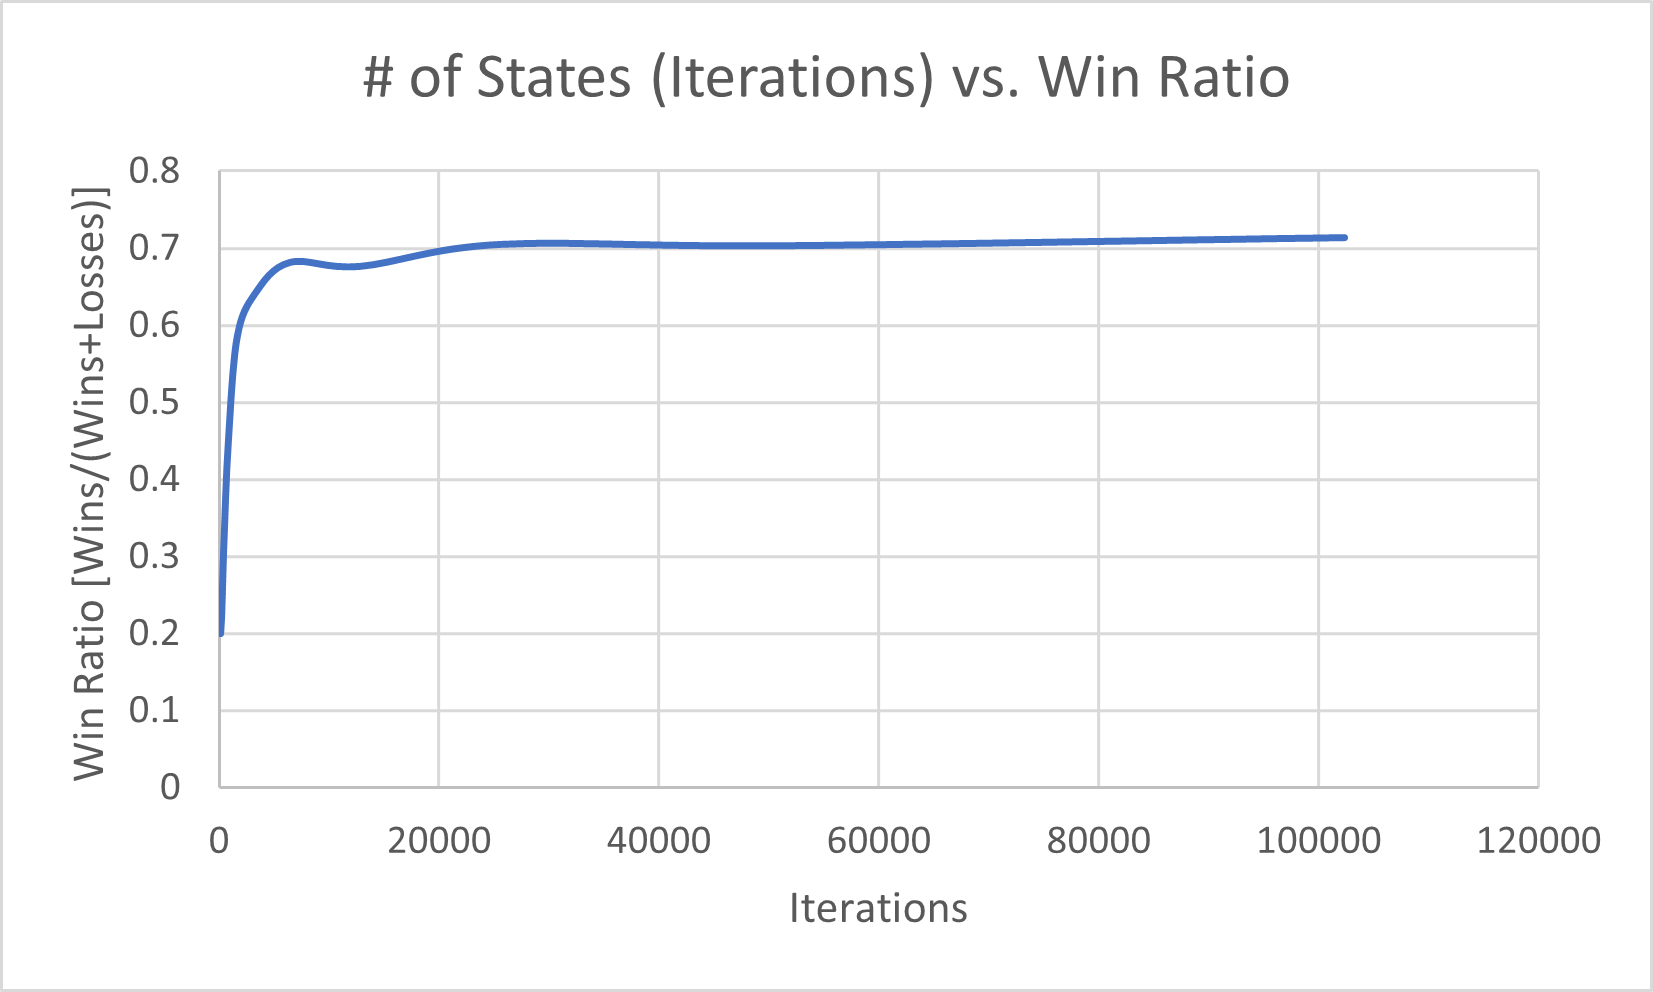 # of States (Iterations) vs. Win Ratio
Win Ratio [Wins/(Wins+Losses)]
0.8
0.7
0.6
0.5
0.4
0.3
0.2
0.1
0
0 20000 40000 60000 80000 100000 120000
Iterations